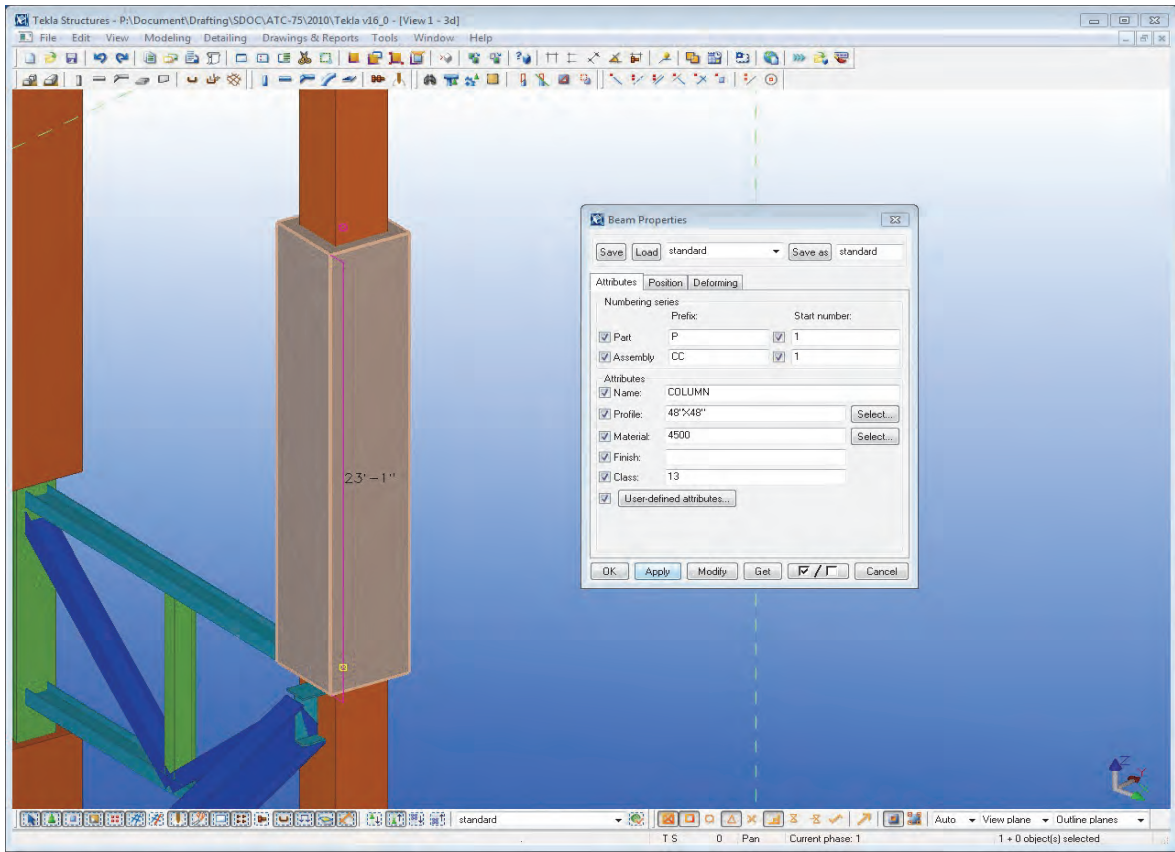 Tekla Structures - P:\Document\Drafting\SDOC\ATC-75\2010\Tekla v16_0 - [View 1 - 3d]
File Edit View Modeling Detailing Drawings & Reports Tools Window Help
Beam Properties
Save Load standard Save as standard
Attributes Position Deforming
Numbering series
Prefix: Start number:
Part P 1
Assembly CC 1
Attributes
Name: COLUMN
Profile: 48"X48" Select...
Material: 4500 Select...
Finish:
Class: 13
User-defined attributes...
OK Apply Modify Get / Cancel
23'-1"
Z
Y
standard Auto View plane Outline planes
T S 0 Pan Current phase: 1 1 + 0 object(s) selected